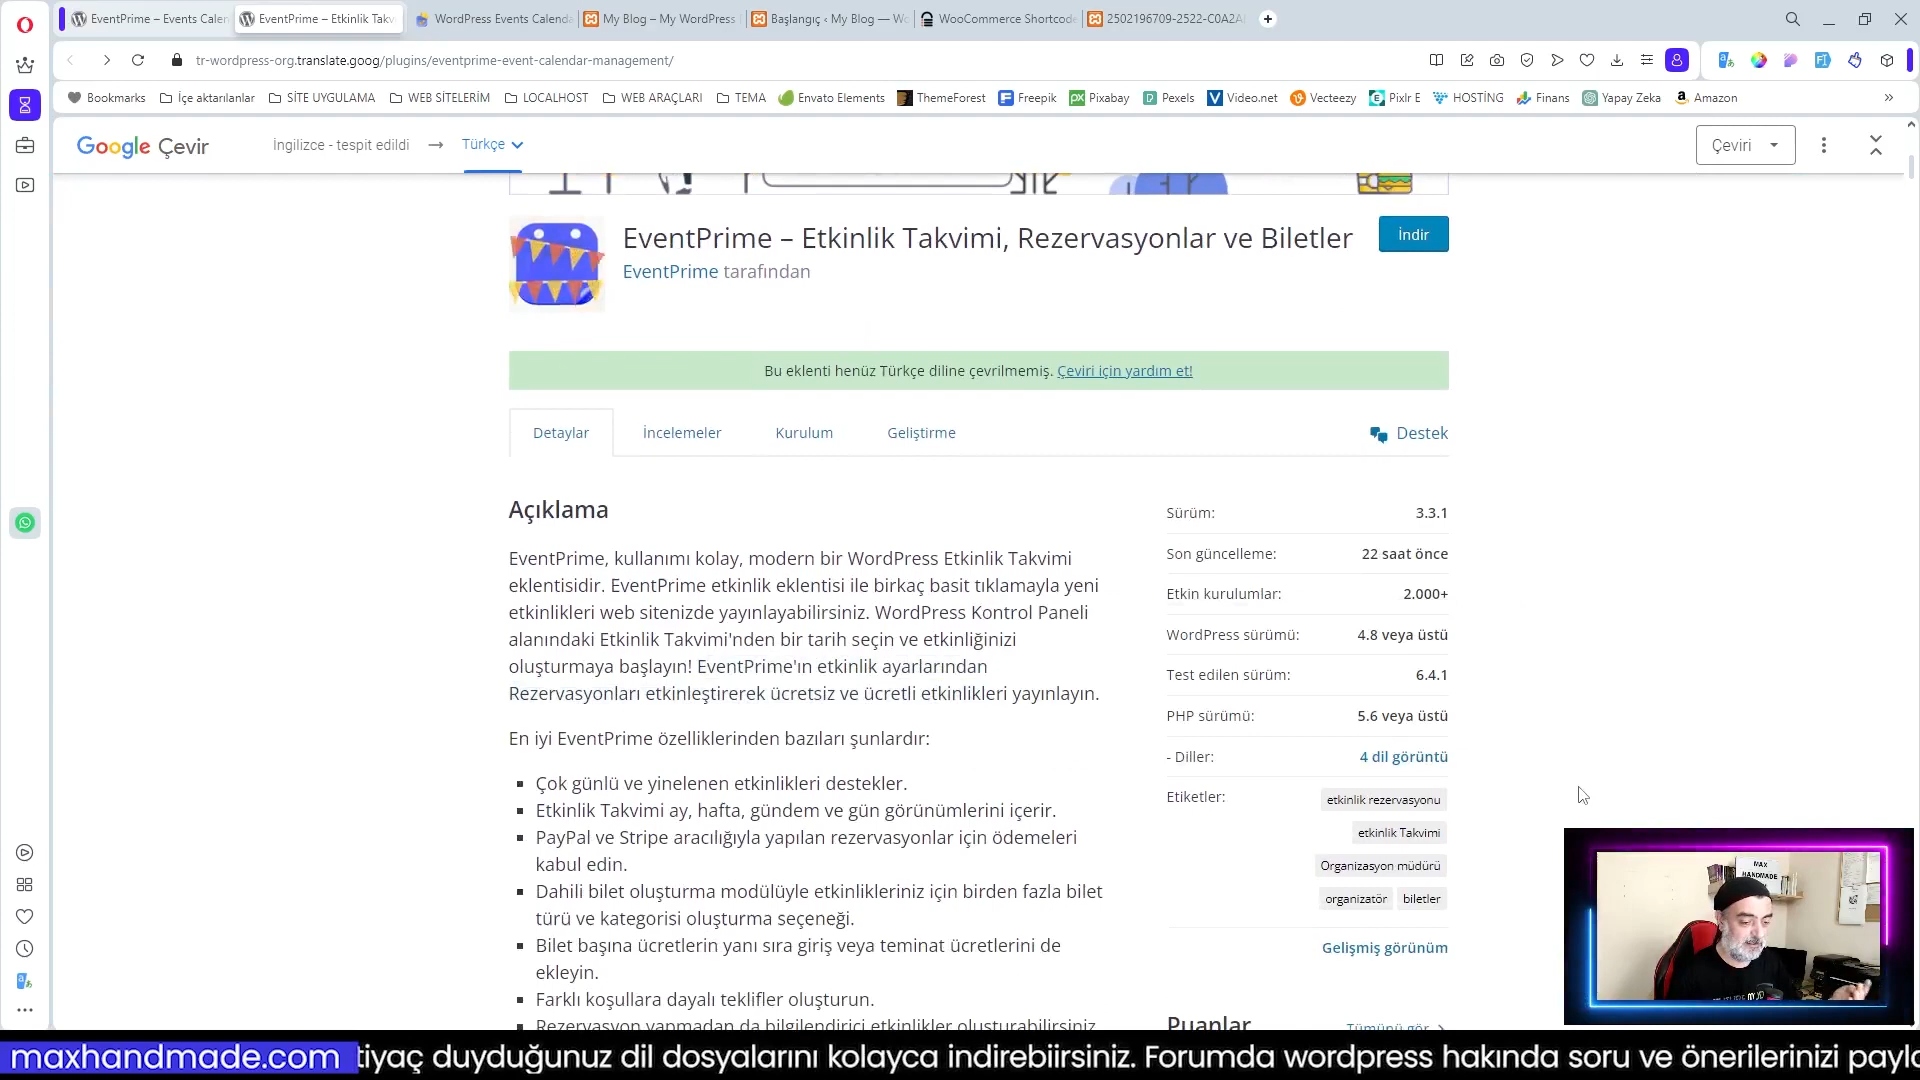 EventPrime – Events Calen
EventPrime – Etkinlik Takv
WordPress Events Calenda
My Blog – My WordPress
Başlangıç ‹ My Blog — Wo
WooCommerce Shortcode
2502196709-2522-C0A2A
tr-wordpress-org.translate.goog/plugins/eventprime-event-calendar-management/
Bookmarks İçe aktarılanlar SİTE UYGULAMA WEB SİTELERİM LOCALHOST WEB ARAÇLARI TEMA Envato Elements ThemeForest Freepik Pixabay Pexels Video.net Vecteezy Pixlr E HOSTİNG Finans Yapay Zeka Amazon
Google Çevir
İngilizce - tespit edildi → Türkçe
Çeviri
EventPrime – Etkinlik Takvimi, Rezervasyonlar ve Biletler
İndir
EventPrime tarafından
Bu eklenti henüz Türkçe diline çevrilmemiş. Çeviri için yardım et!
Detaylar İncelemeler Kurulum Geliştirme
Destek
Açıklama
EventPrime, kullanımı kolay, modern bir WordPress Etkinlik Takvimi
eklentisidir. EventPrime etkinlik eklentisi ile birkaç basit tıklamayla yeni
etkinlikleri web sitenizde yayınlayabilirsiniz. WordPress Kontrol Paneli
alanındaki Etkinlik Takvimi'nden bir tarih seçin ve etkinliğinizi
oluşturmaya başlayın! EventPrime'ın etkinlik ayarlarından
Rezervasyonları etkinleştirerek ücretsiz ve ücretli etkinlikleri yayınlayın.
En iyi EventPrime özelliklerinden bazıları şunlardır:
Çok günlü ve yinelenen etkinlikleri destekler.
Etkinlik Takvimi ay, hafta, gündem ve gün görünümlerini içerir.
PayPal ve Stripe aracılığıyla yapılan rezervasyonlar için ödemeleri
kabul edin.
Dahili bilet oluşturma modülüyle etkinlikleriniz için birden fazla bilet
türü ve kategorisi oluşturma seçeneği.
Bilet başına ücretlerin yanı sıra giriş veya teminat ücretlerini de
ekleyin.
Farklı koşullara dayalı teklifler oluşturun.
Rezervasyon yapmadan da bilgilendirici etkinlikler oluşturabilirsiniz.
Sürüm: 3.3.1
Son güncelleme: 22 saat önce
Etkin kurulumlar: 2.000+
WordPress sürümü: 4.8 veya üstü
Test edilen sürüm: 6.4.1
PHP sürümü: 5.6 veya üstü
- Diller: 4 dil görüntü
Etiketler: etkinlik rezervasyonu
etkinlik Takvimi
Organizasyon müdürü
organizatör biletler
Gelişmiş görünüm
Puanlar
Tümünü gör
MAX
HANDMADE
maxhandmade.com
tiyaç duyduğunuz dil dosyalarını kolayca indirebiirsiniz. Forumda wordpress hakında soru ve önerilerinizi payla